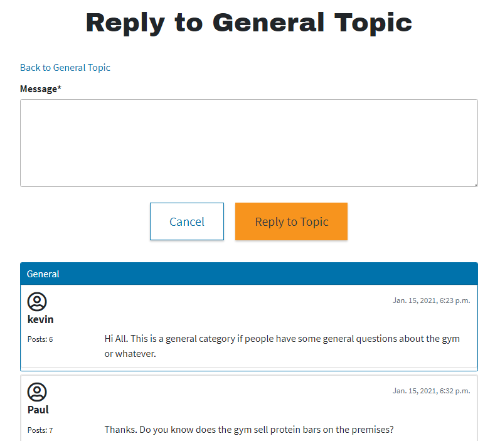 Reply to General Topic
Back to General Topic
Message*
Cancel
Reply to Topic
General
Jan. 15, 2021, 6:23 p.m.
kevin
Posts: 6
Hi All. This is a general category if people have some general questions about the gym
or whatever.
Jan. 15, 2021, 6:32 p.m.
Paul
Posts: 7
Thanks. Do you know does the gym sell protein bars on the premises?